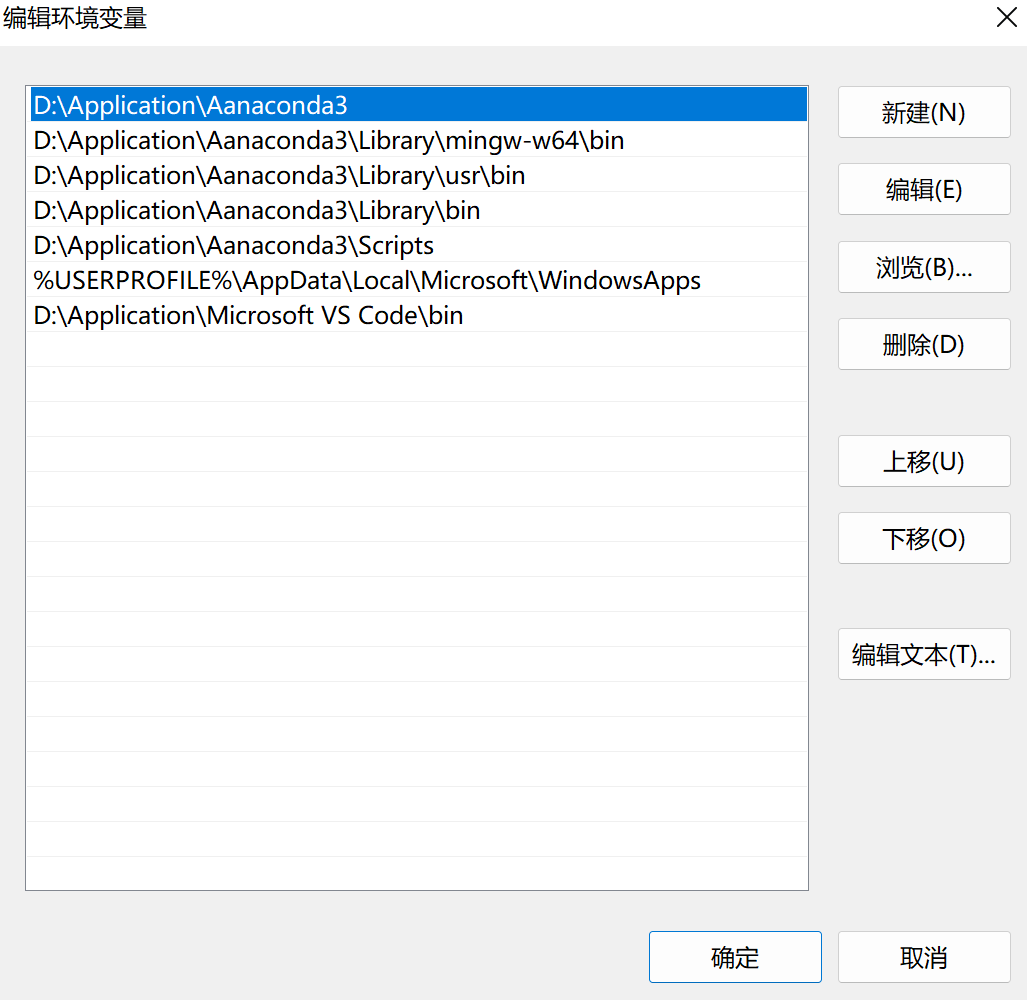 编辑环境变量
D:\Application\Aanaconda3
D:\Application\Aanaconda3\Library\mingw-w64\bin
D:\Application\Aanaconda3\Library\usr\bin
D:\Application\Aanaconda3\Library\bin
D:\Application\Aanaconda3\Scripts
%USERPROFILE%\AppData\Local\Microsoft\WindowsApps
D:\Application\Microsoft VS Code\bin
新建(N)
编辑(E)
浏览(B)...
删除(D)
上移(U)
下移(O)
编辑文本(T)...
确定
取消